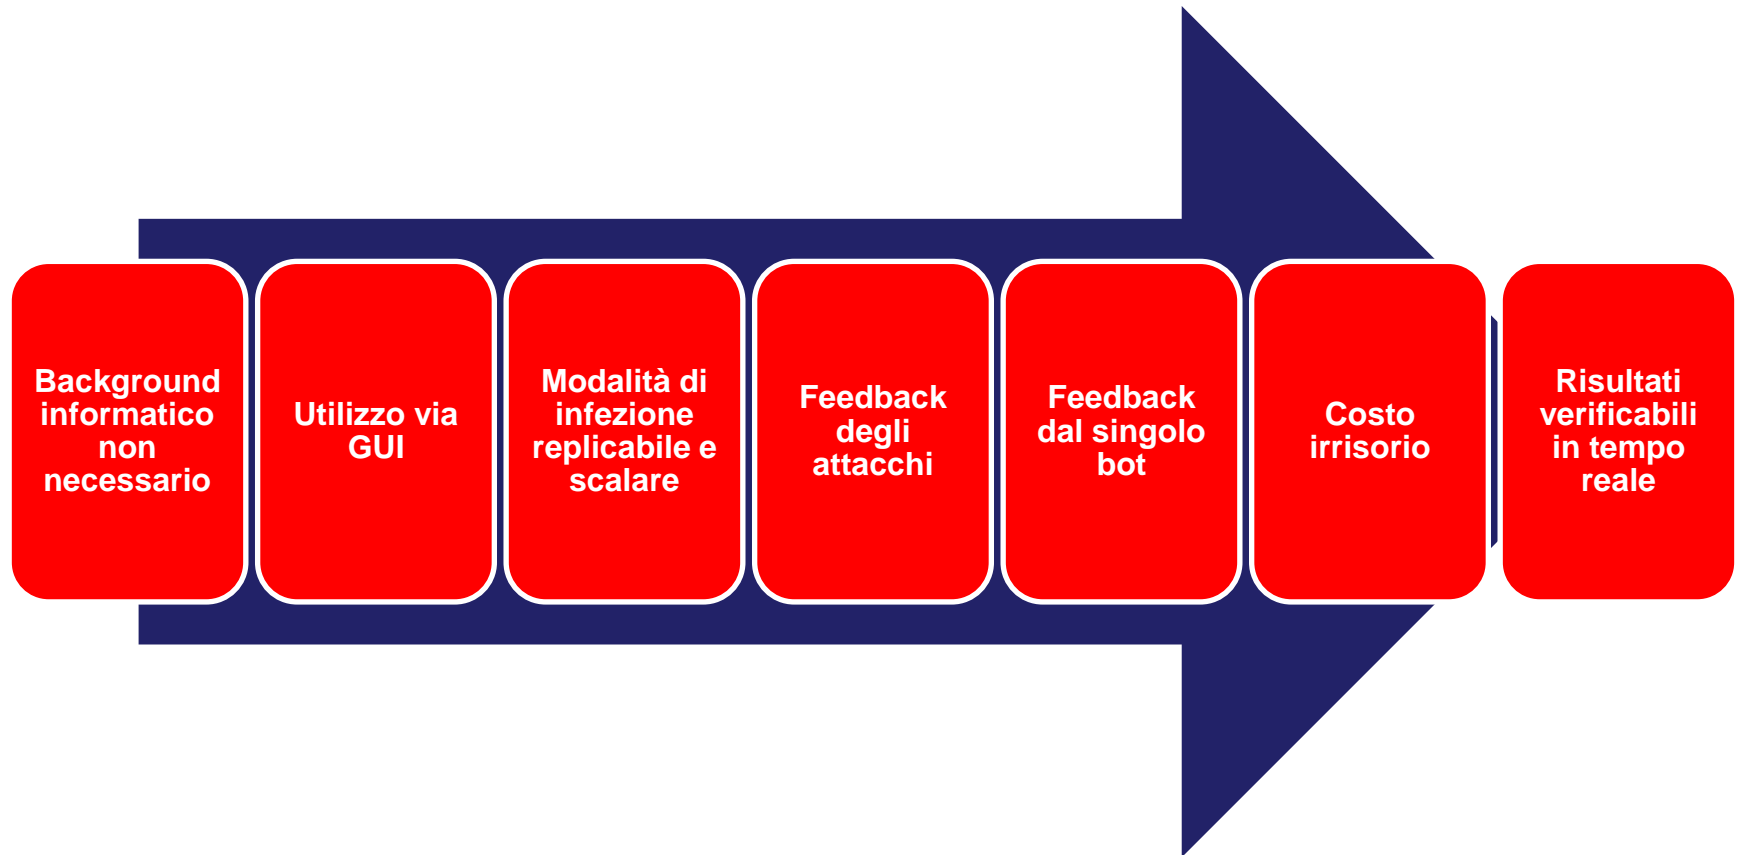 Background
informatico
non
necessario
Utilizzo via
GUI
Modalità di
infezione
replicabile e
scalare
Feedback
degli
attacchi
Feedback
dal singolo
bot
Costo
irrisorio
Risultati
verificabili
in tempo
reale